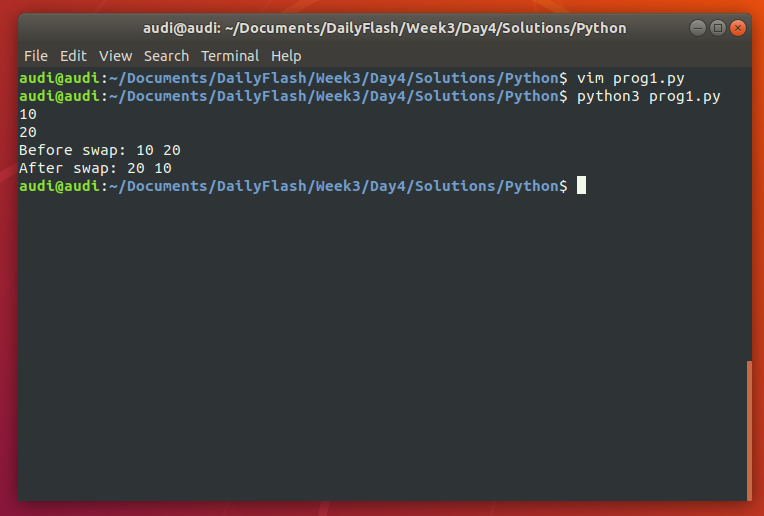 audi@audi: ~/Documents/DailyFlash/Week3/Day4/Solutions/Python
File Edit View Search Terminal Help
audi@audi:~/Documents/DailyFlash/Week3/Day4/Solutions/Python$ vim prog1.py
audi@audi:~/Documents/DailyFlash/Week3/Day4/Solutions/Python$ python3 prog1.py
10
20
Before swap: 10 20
After swap: 20 10
audi@audi:~/Documents/DailyFlash/Week3/Day4/Solutions/Python$